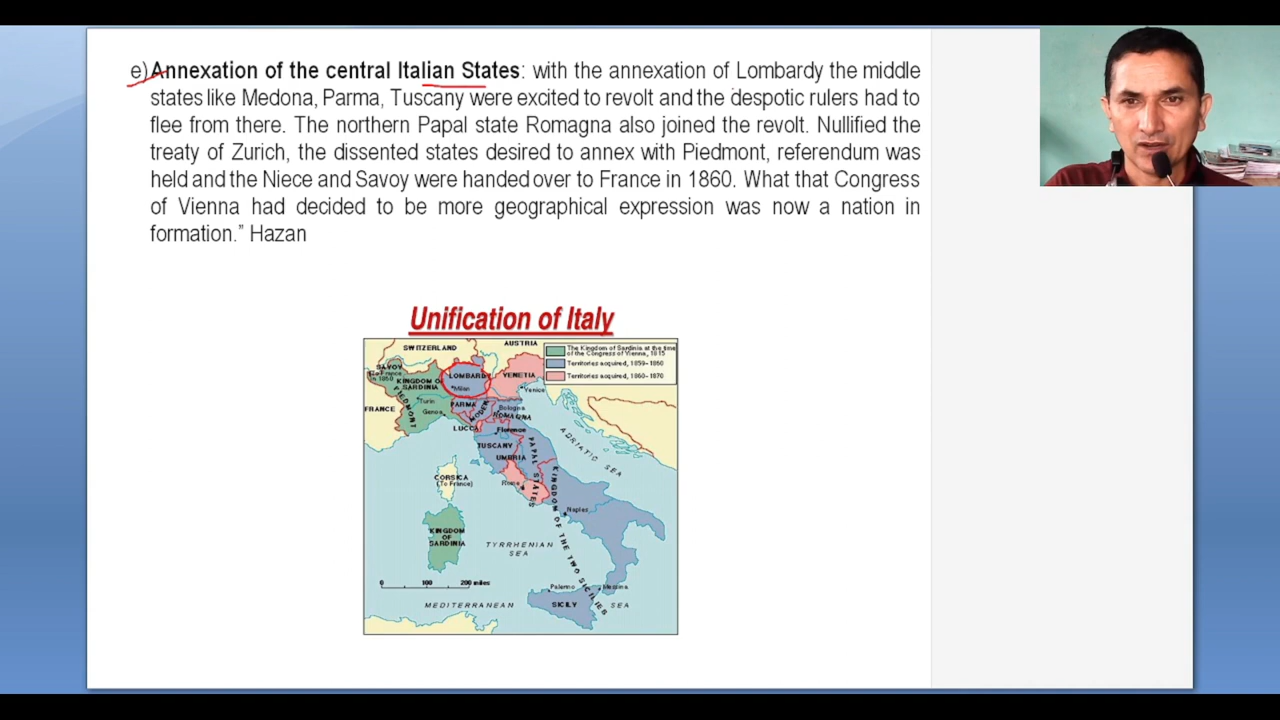 e) Annexation of the central Italian States: with the annexation of Lombardy the middle
states like Medona, Parma, Tuscany were excited to revolt and the despotic rulers had to
flee from there. The northern Papal state Romagna also joined the revolt. Nullified the
treaty of Zurich, the dissented states desired to annex with Piedmont, referendum was
held and the Niece and Savoy were handed over to France in 1860. What that Congress
of Vienna had decided to be more geographical expression was now a nation in
formation.” Hazan
Unification of Italy
SWITZERLAND
AUSTRIA
The Kingdom of Sardinia at the time
of the Congress of Vienna, 1815
Territories acquired, 1859-1860
Territories acquired, 1860-1870
SAVOY
(To France
in 1860)
KINGDOM OF
SARDINIA
PIEDMONT
LOMBARDY
Milan
VENETIA
Venice
Turin
Genoa
FRANCE
PARMA
MODENA
Bologna
ROMAGNA
LUCCA
Florence
TUSCANY
UMBRIA
PAPAL STATES
ADRIATIC SEA
CORSICA
(To France)
Rome
KINGDOM OF THE TWO SICILIES
Naples
KINGDOM
OF
SARDINIA
TYRRHENIAN
SEA
0 100 200 miles
Palermo
Messina
MEDITERRANEAN SEA
SICILY